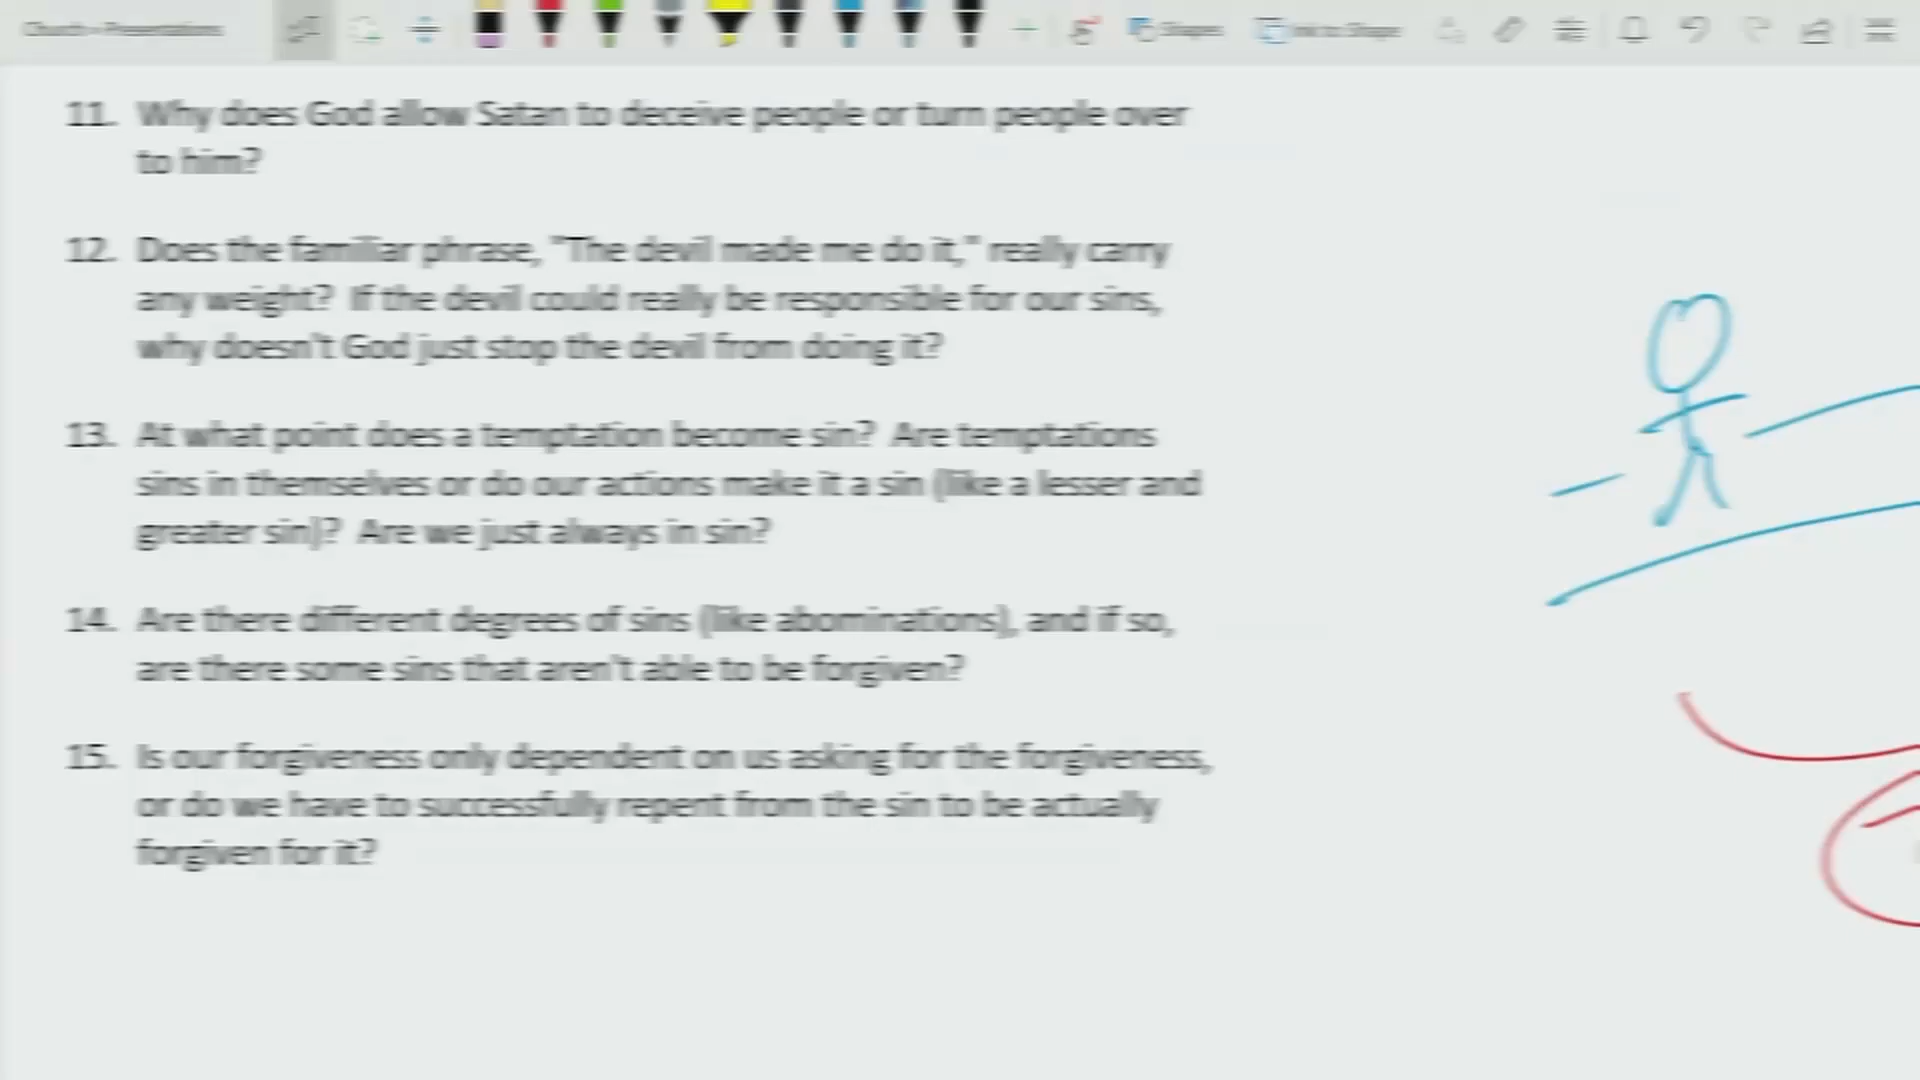 Church - Presentations
Shapes
Ink to Shape
11. Why does God allow Satan to deceive people or turn people over
to him?
12. Does the familiar phrase, "The devil made me do it," really carry
any weight? If the devil could really be responsible for our sins,
why doesn't God just stop the devil from doing it?
13. At what point does a temptation become sin? Are temptations
sins in themselves or do our actions make it a sin (like a lesser and
greater sin)? Are we just always in sin?
14. Are there different degrees of sins (like abominations), and if so,
are there some sins that aren't able to be forgiven?
15. Is our forgiveness only dependent on us asking for the forgiveness,
or do we have to successfully repent from the sin to be actually
forgiven for it?